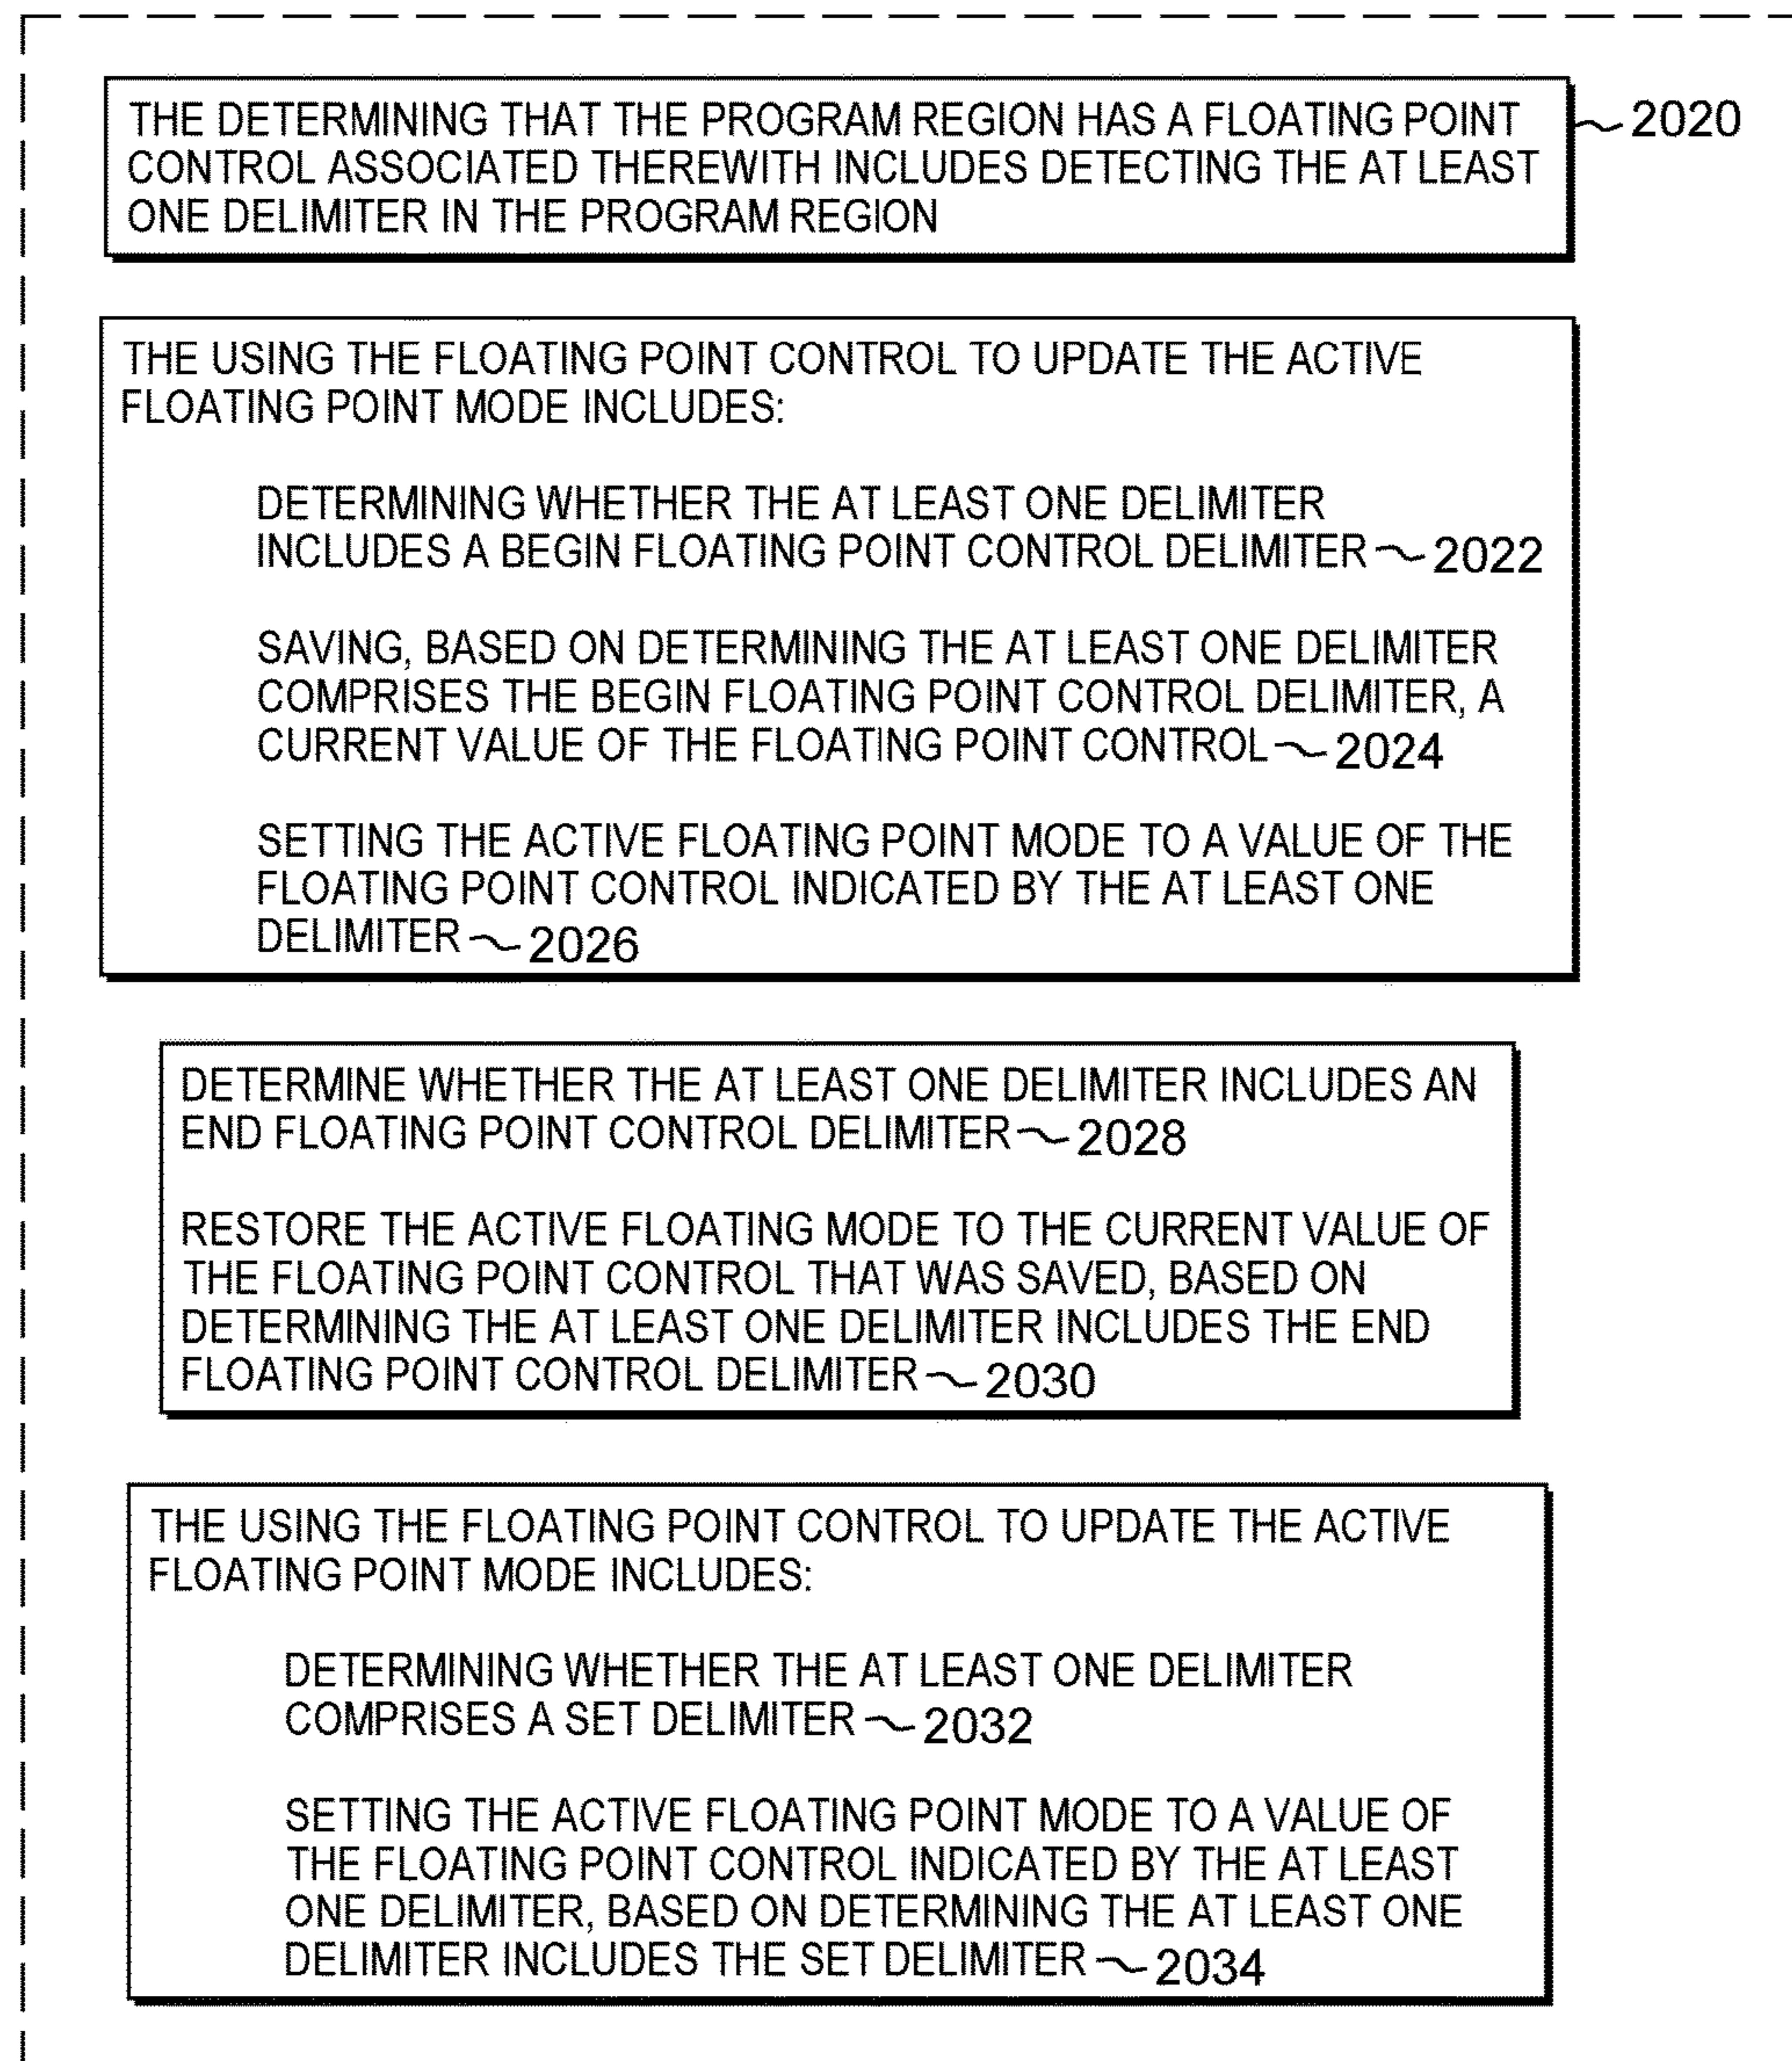 THE DETERMINING THAT THE PROGRAM REGION HAS A FLOATING POINT
CONTROL ASSOCIATED THEREWITH INCLUDES DETECTING THE AT LEAST
ONE DELIMITER IN THE PROGRAM REGION
2020
THE USING THE FLOATING POINT CONTROL TO UPDATE THE ACTIVE
FLOATING POINT MODE INCLUDES:
DETERMINING WHETHER THE AT LEAST ONE DELIMITER
INCLUDES A BEGIN FLOATING POINT CONTROL DELIMITER 2022
SAVING, BASED ON DETERMINING THE AT LEAST ONE DELIMITER
COMPRISES THE BEGIN FLOATING POINT CONTROL DELIMITER, A
CURRENT VALUE OF THE FLOATING POINT CONTROL 2024
SETTING THE ACTIVE FLOATING POINT MODE TO A VALUE OF THE
FLOATING POINT CONTROL INDICATED BY THE AT LEAST ONE
DELIMITER 2026
DETERMINE WHETHER THE AT LEAST ONE DELIMITER INCLUDES AN
END FLOATING POINT CONTROL DELIMITER 2028
RESTORE THE ACTIVE FLOATING MODE TO THE CURRENT VALUE OF
THE FLOATING POINT CONTROL THAT WAS SAVED, BASED ON
DETERMINING THE AT LEAST ONE DELIMITER INCLUDES THE END
FLOATING POINT CONTROL DELIMITER 2030
THE USING THE FLOATING POINT CONTROL TO UPDATE THE ACTIVE
FLOATING POINT MODE INCLUDES:
DETERMINING WHETHER THE AT LEAST ONE DELIMITER
COMPRISES A SET DELIMITER 2032
SETTING THE ACTIVE FLOATING POINT MODE TO A VALUE OF
THE FLOATING POINT CONTROL INDICATED BY THE AT LEAST
ONE DELIMITER, BASED ON DETERMINING THE AT LEAST ONE
DELIMITER INCLUDES THE SET DELIMITER 2034